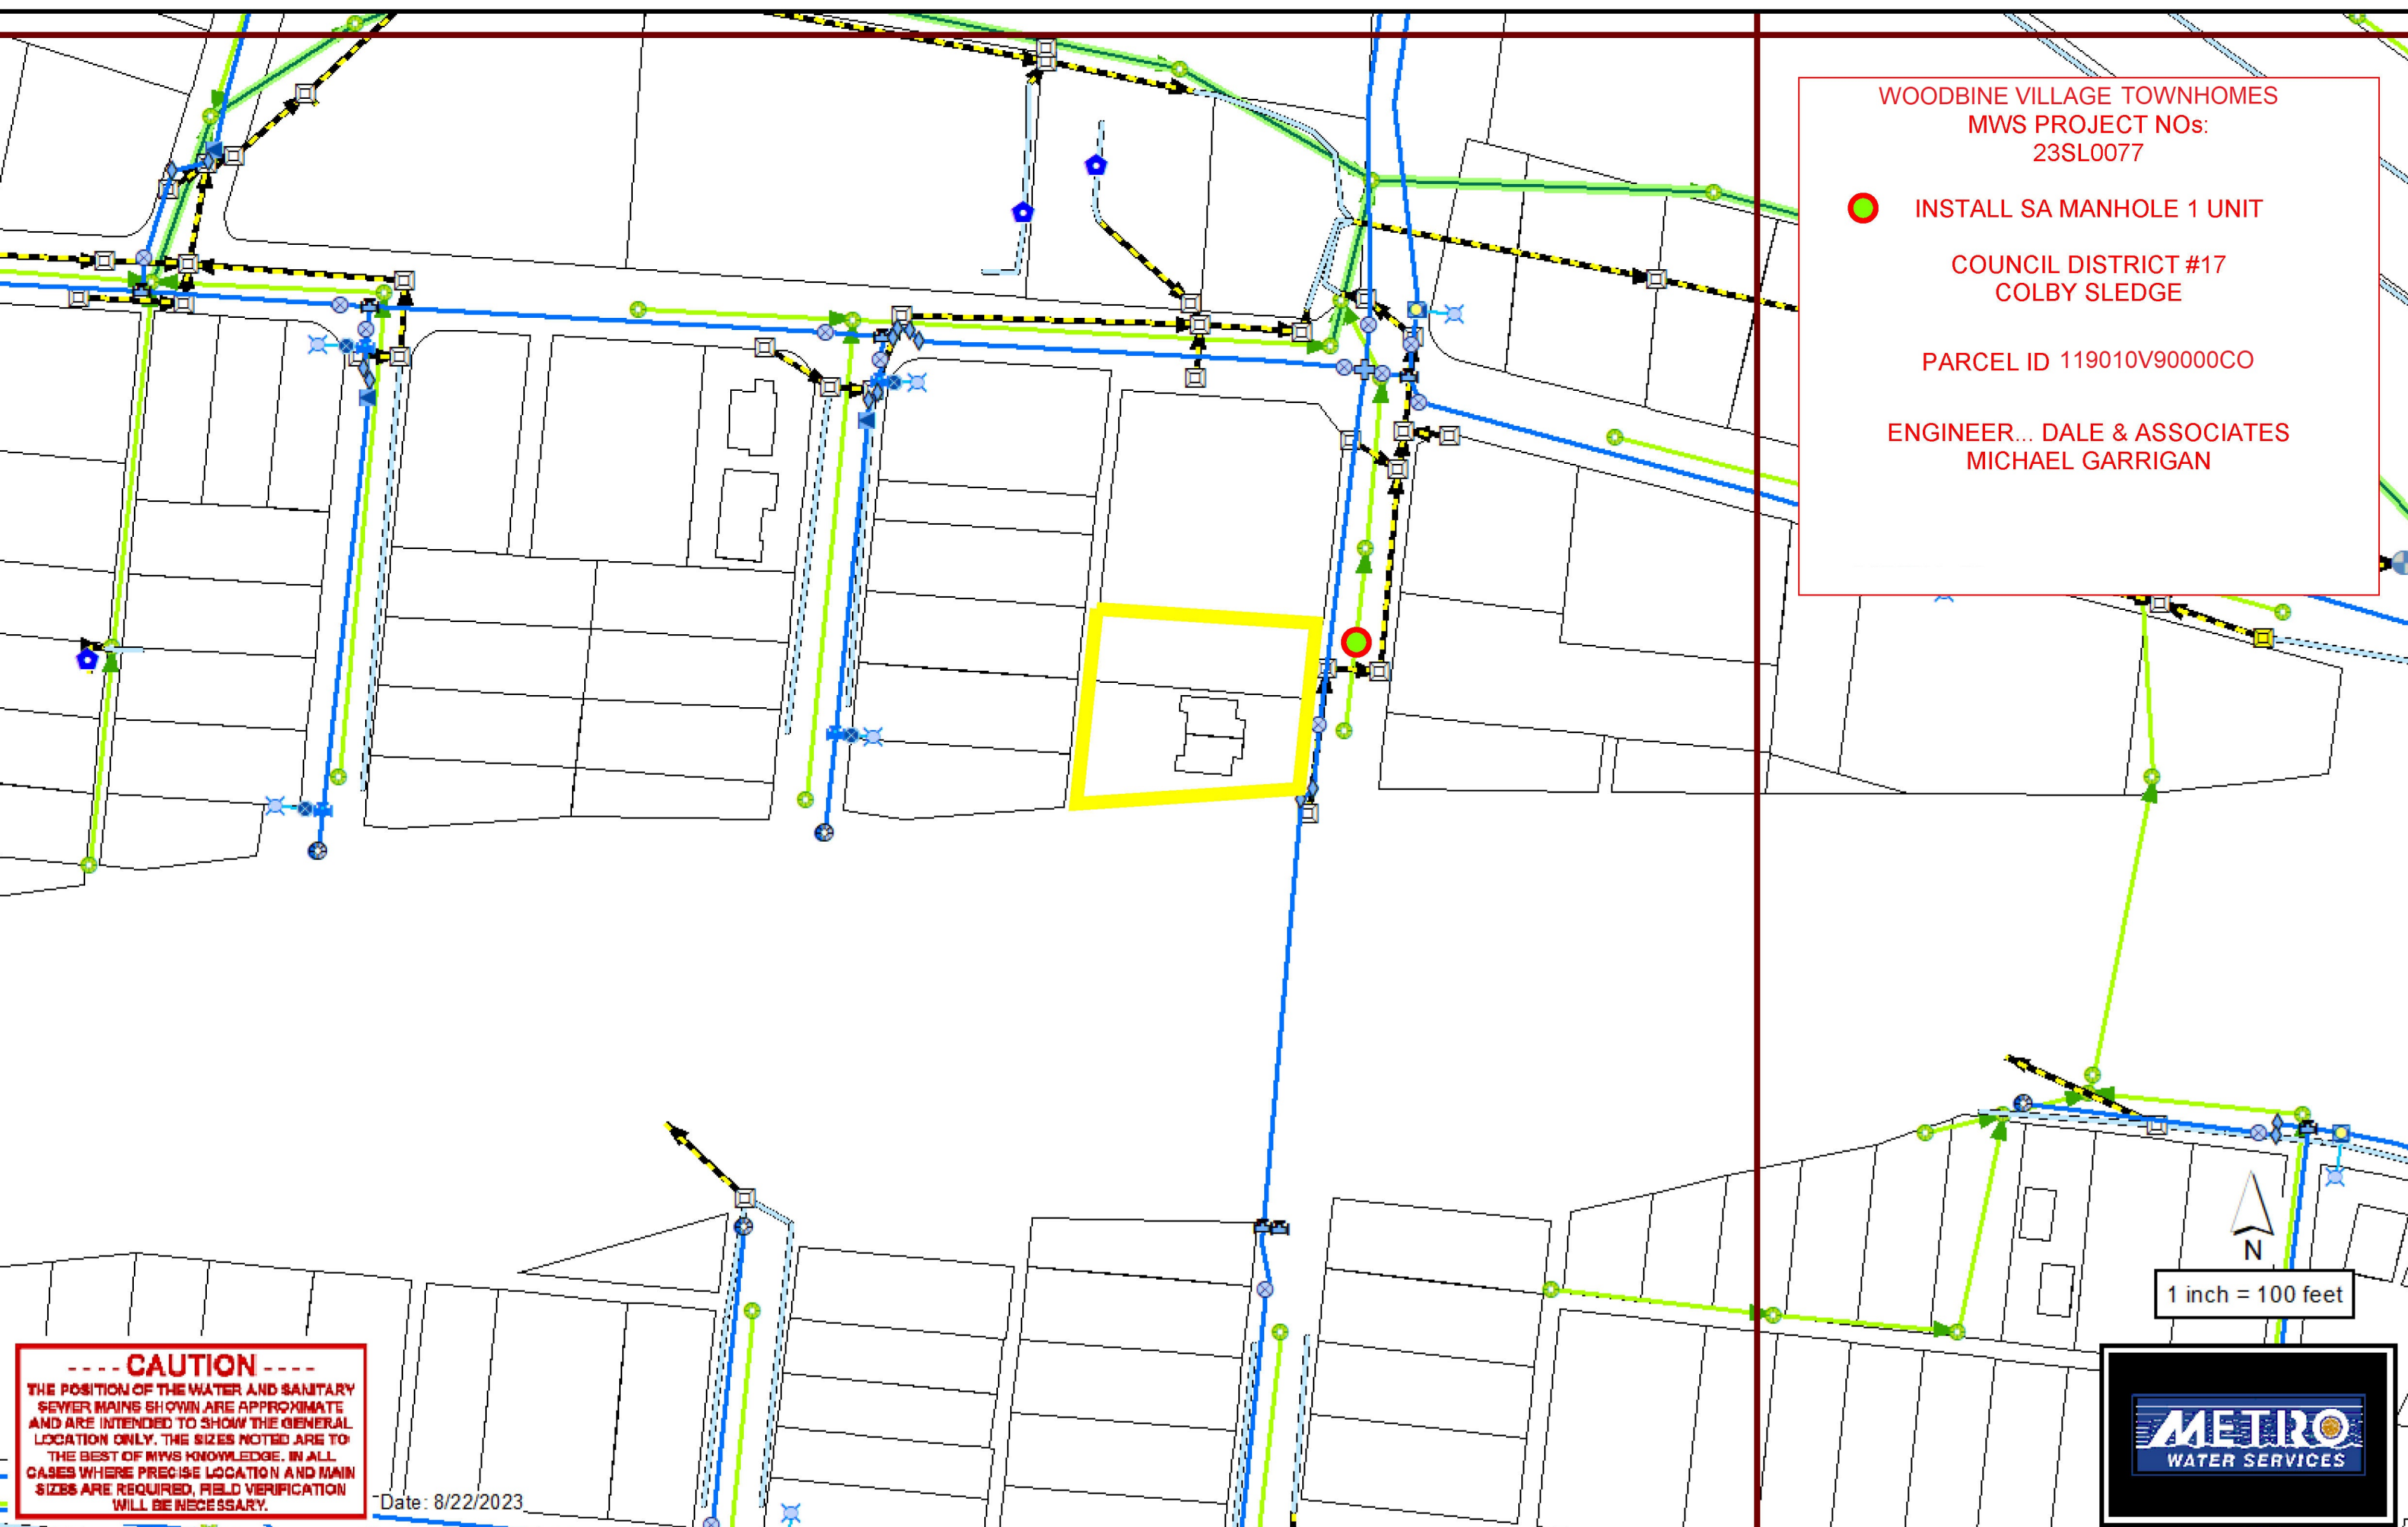 WOODBINE VILLAGE TOWNHOMES
MWS PROJECT NOs:
23SL0077
INSTALL SA MANHOLE 1 UNIT
COUNCIL DISTRICT #17
COLBY SLEDGE
PARCEL ID 119010V90000CO
ENGINEER... DALE & ASSOCIATES
MICHAEL GARRIGAN
N
1 inch = 100 feet
---- CAUTION ----
THE POSITION OF THE WATER AND SANITARY
SEWER MAINS SHOWN ARE APPROXIMATE
AND ARE INTENDED TO SHOW THE GENERAL
LOCATION ONLY. THE SIZES NOTED ARE TO
THE BEST OF MWS KNOWLEDGE. IN ALL
CASES WHERE PRECISE LOCATION AND MAIN
SIZES ARE REQUIRED, FIELD VERIFICATION
WILL BE NECESSARY.
Date: 8/22/2023
METRO
WATER SERVICES